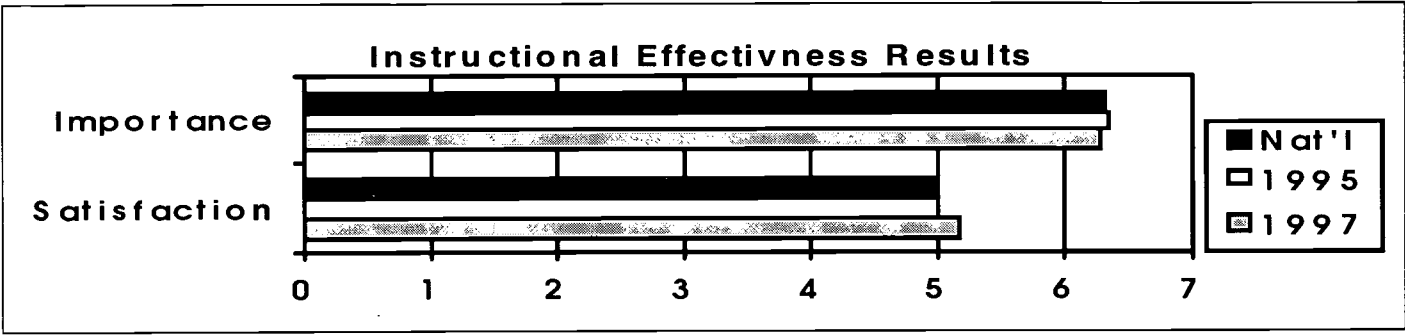 Instructional Effectivness Results
Importance
Satisfaction
0 1 2 3 4 5 6 7
Nat'l
1995
1997